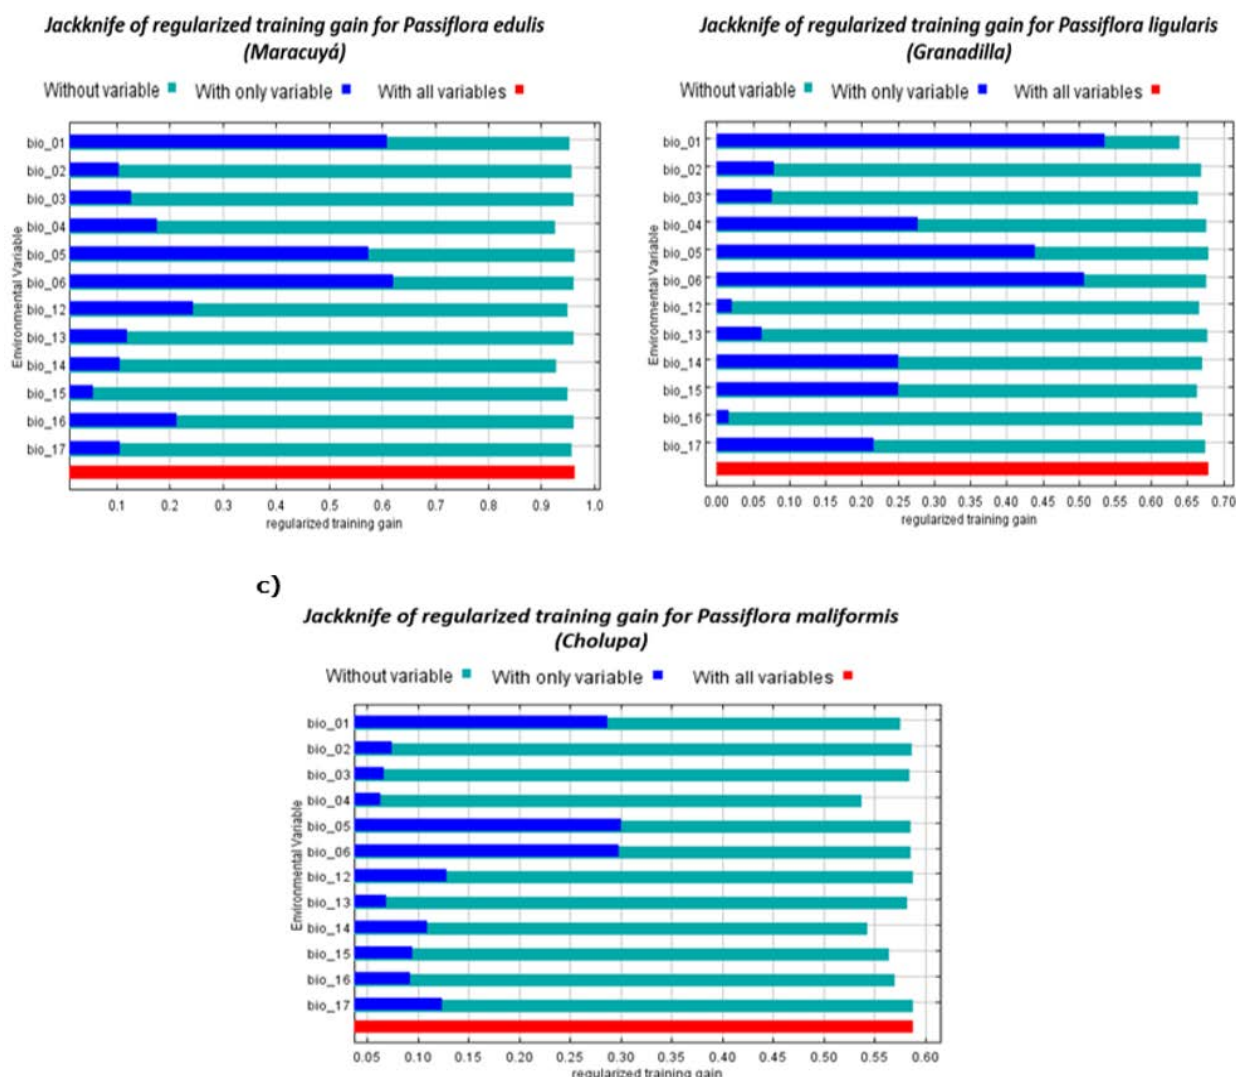 Jackknife of regularized training gain for Passiflora edulis
(Maracuyá)
Without variable With only variable With all variables
Environmental Variable
bio_01
bio_02
bio_03
bio_04
bio_05
bio_06
bio_12
bio_13
bio_14
bio_15
bio_16
bio_17
0.1 0.2 0.3 0.4 0.5 0.6 0.7 0.8 0.9 1.0
regularized training gain
Jackknife of regularized training gain for Passiflora ligularis
(Granadilla)
Without variable With only variable With all variables
Environmental Variable
bio_01
bio_02
bio_03
bio_04
bio_05
bio_06
bio_12
bio_13
bio_14
bio_15
bio_16
bio_17
0.00 0.05 0.10 0.15 0.20 0.25 0.30 0.35 0.40 0.45 0.50 0.55 0.60 0.65 0.70
regularized training gain
c)
Jackknife of regularized training gain for Passiflora maliformis
(Cholupa)
Without variable With only variable With all variables
Environmental Variable
bio_01
bio_02
bio_03
bio_04
bio_05
bio_06
bio_12
bio_13
bio_14
bio_15
bio_16
bio_17
0.05 0.10 0.15 0.20 0.25 0.30 0.35 0.40 0.45 0.50 0.55 0.60
regularized training gain